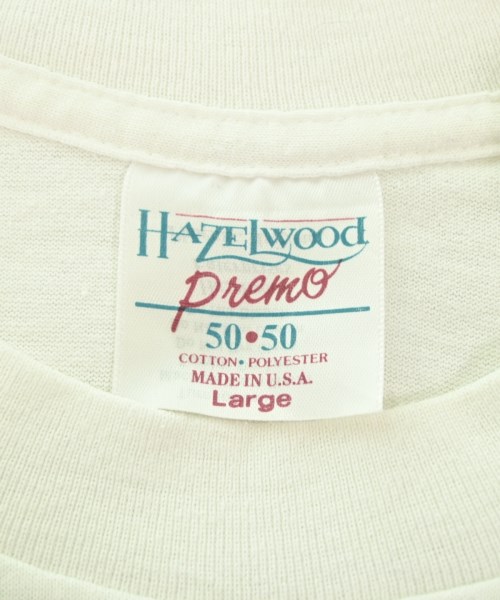 HAZELWOOD
Premo
50•50
COTTON • POLYESTER
MADE IN U.S.A.
Large